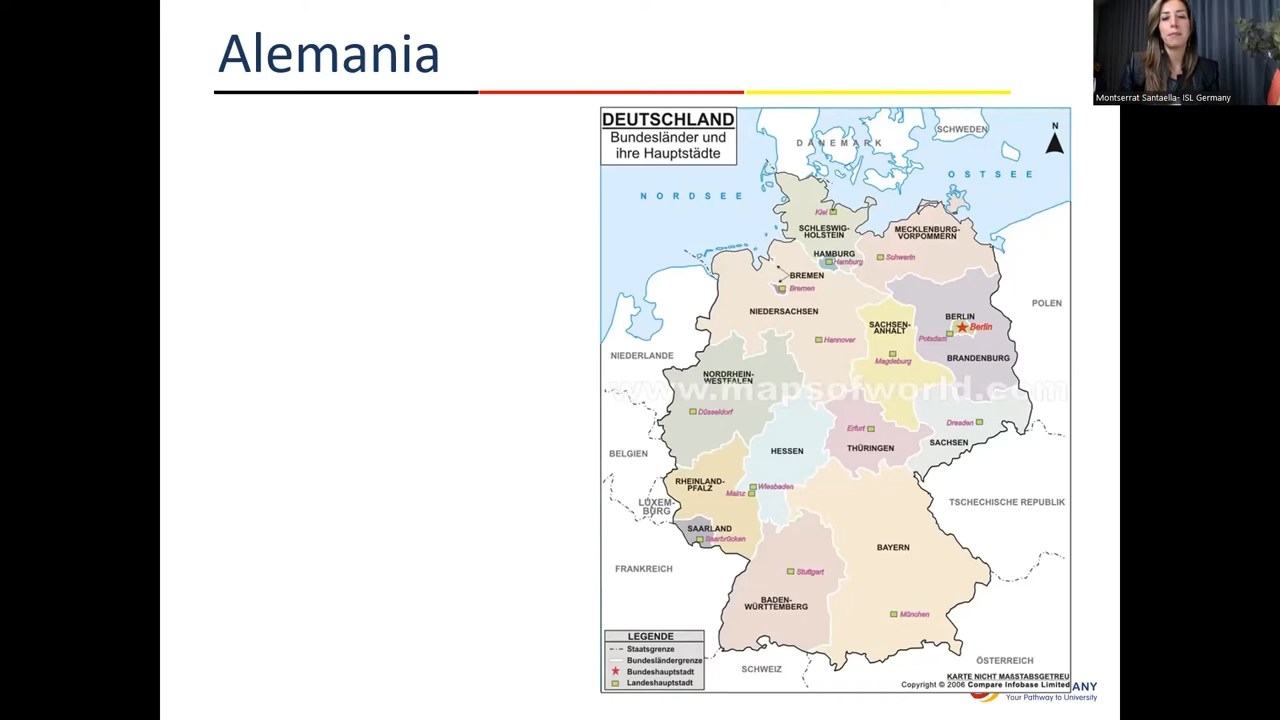 Alemania
Montserrat Santaella- ISL Germany
DEUTSCHLAND
Bundesländer und
ihre Hauptstädte
N
SCHWEDEN
DÄNEMARK
OSTSEE
NORDSEE
Kiel
SCHLESWIG-
HOLSTEIN
MECKLENBURG-
VORPOMMERN
HAMBURG
Hamburg
Schwerin
BREMEN
Bremen
POLEN
NIEDERSACHSEN
BERLIN
Berlin
SACHSEN-
ANHALT
Potsdam
Hannover
NIEDERLANDE
Magdeburg
BRANDENBURG
NORDRHEIN-
WESTFALEN
www.mapsofworld.com
Düsseldorf
Erfurt
Dresden
SACHSEN
THÜRINGEN
HESSEN
BELGIEN
RHEINLAND-
PFALZ
Wiesbaden
Mainz
LUXEM-
BURG
TSCHECHISCHE REPUBLIK
SAARLAND
Saarbrücken
BAYERN
FRANKREICH
Stuttgart
BADEN-
WÜRTTEMBERG
München
LEGENDE
Staatsgrenze
Bundesländergrenze
Bundeshauptstadt
Landeshauptstadt
SCHWEIZ
ÖSTERREICH
KARTE NICHT MAßSTABSGETREU
Copyright © 2006 Compare Infobase Limited
ANY
Your Pathway to University